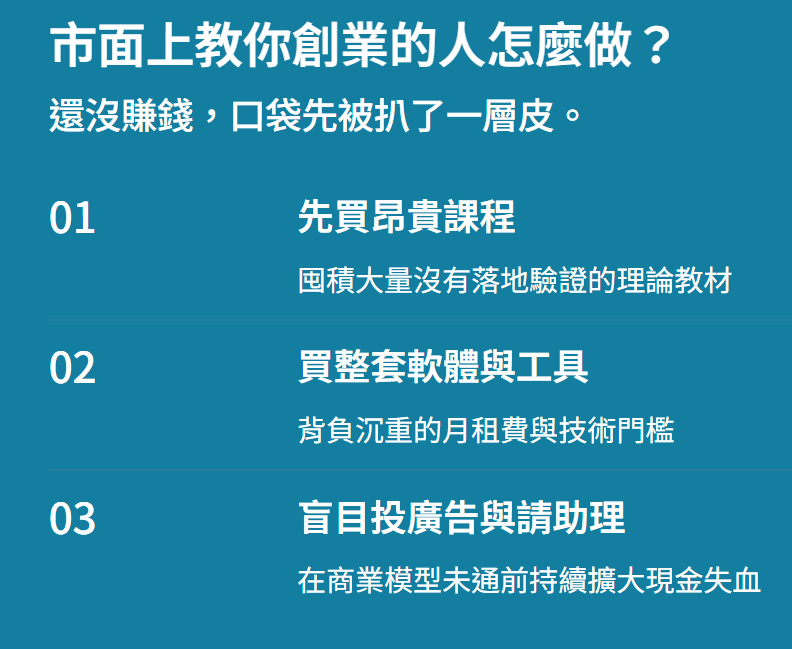 市面上教你創業的人怎麼做？
還沒賺錢，口袋先被扒了一層皮。
01
先買昂貴課程
囤積大量沒有落地驗證的理論教材
02
買整套軟體與工具
背負沉重的月租費與技術門檻
03
盲目投廣告與請助理
在商業模型未通前持續擴大現金失血